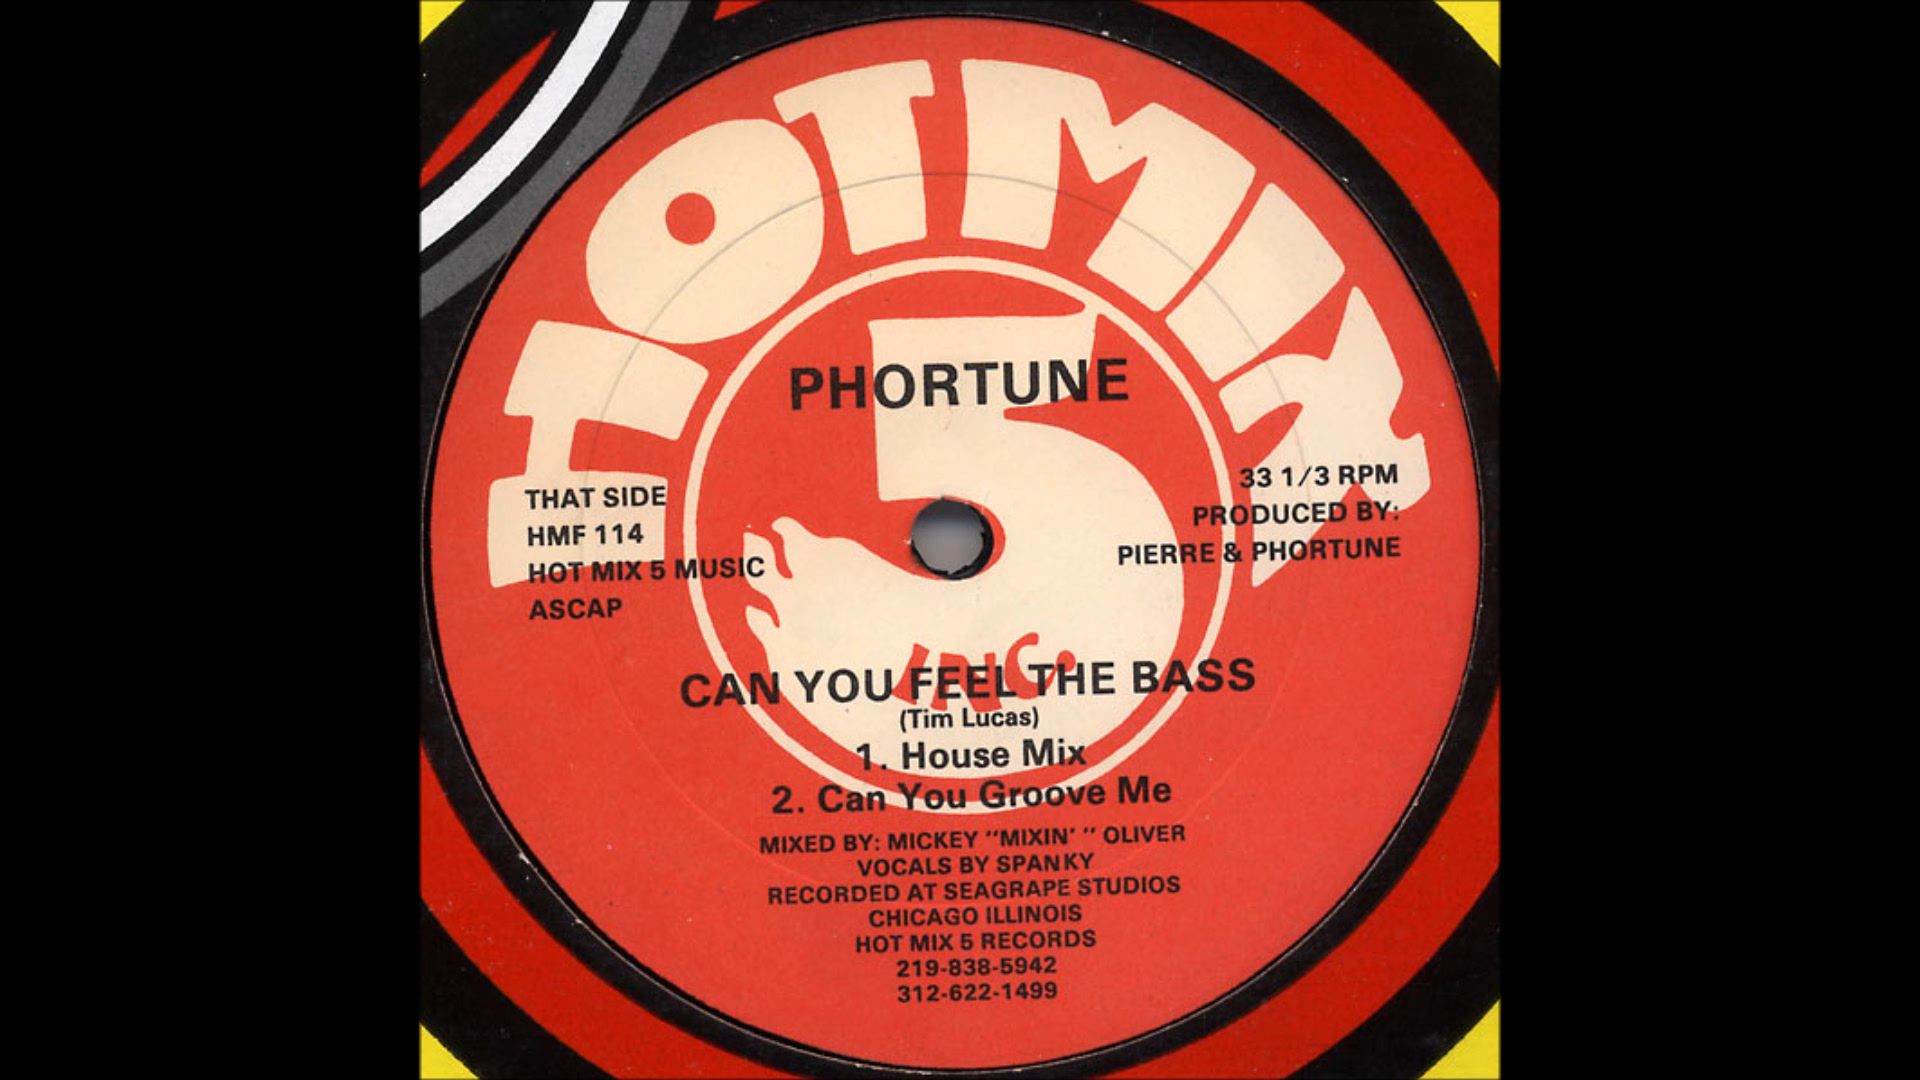 HOTMIX
5
INC.
PHORTUNE
THAT SIDE
HMF 114
HOT MIX 5 MUSIC
ASCAP
33 1/3 RPM
PRODUCED BY:
PIERRE & PHORTUNE
CAN YOU FEEL THE BASS
(Tim Lucas)
1. House Mix
2. Can You Groove Me
MIXED BY: MICKEY "MIXIN' " OLIVER
VOCALS BY SPANKY
RECORDED AT SEAGRAPE STUDIOS
CHICAGO ILLINOIS
HOT MIX 5 RECORDS
219-838-5942
312-622-1499